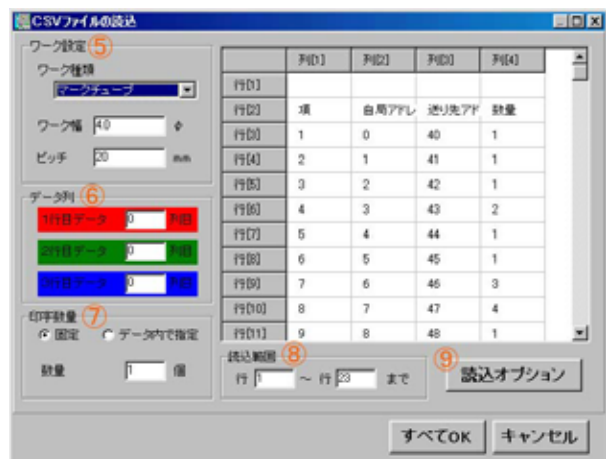 CSVファイルの読込
ワーク設定 ⑤
ワーク種類
マークチューブ
ワーク幅 4.0 φ
ピッチ 20 mm
データ列 ⑥
1行目データ 0 列目
2行目データ 0 列目
3行目データ 0 列目
印字数量 ⑦
固定 データ内で指定
数量 1 個
列[1] 列[2] 列[3] 列[4]
行[1]
行[2] 項 自局アドレ 送り先アド 数量
行[3] 1 0 40 1
行[4] 2 1 41 1
行[5] 3 2 42 1
行[6] 4 3 43 2
行[7] 5 4 44 1
行[8] 6 5 45 1
行[9] 7 6 46 3
行[10] 8 7 47 4
行[11] 9 8 48 1
読込範囲 ⑧
行 1 ～ 行 23 まで
⑨
読込オプション
すべてOK キャンセル